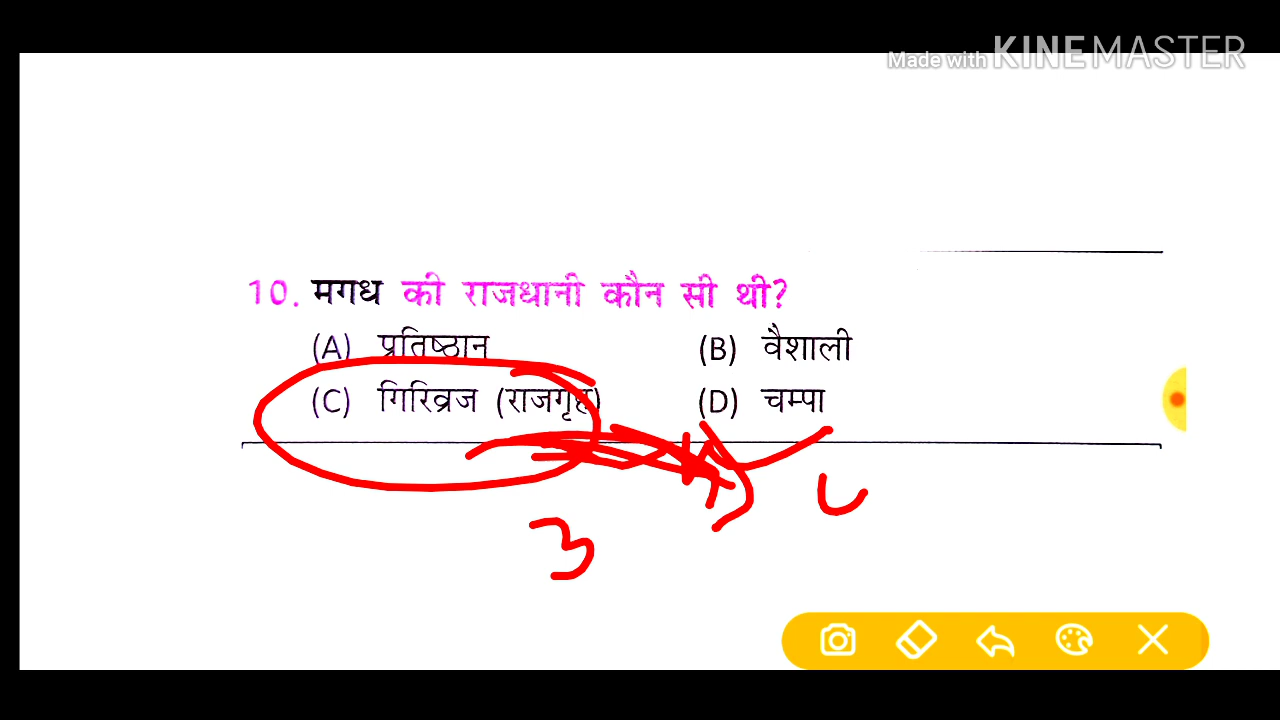 Made with KINEMASTER
10. मगध की राजधानी कौन सी थी?
(A) प्रतिष्ठान (B) वैशाली
(C) गिरिव्रज (राजगृह) (D) चम्पा
3